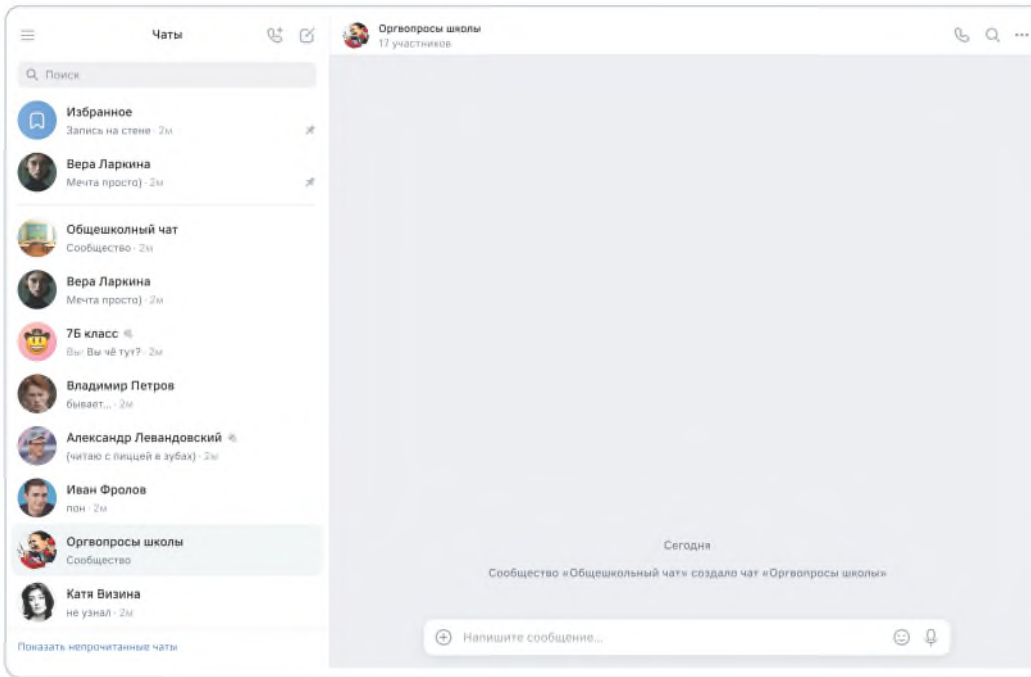 Чаты
Поиск
Избранное
Запись на стене · 2м
Вера Ларкина
Мечта просто) · 2м
Общешколный чат
Сообщество · 2м
Вера Ларкина
Мечта просто) · 2м
7Б класс
Вы: Вы чё тут? · 2м
Владимир Петров
бывает... · 2м
Александр Левандовский
(читаю с пиццей в зубах) · 2м
Иван Фролов
пон · 2м
Оргвопросы школы
Сообщество
Катя Визина
не узнал · 2м
Показать непрочитанные чаты
Оргвопросы школы
17 участников
Сегодня
Сообщество «Общешкольный чат» создало чат «Оргвопросы школы»
Напишите сообщение...